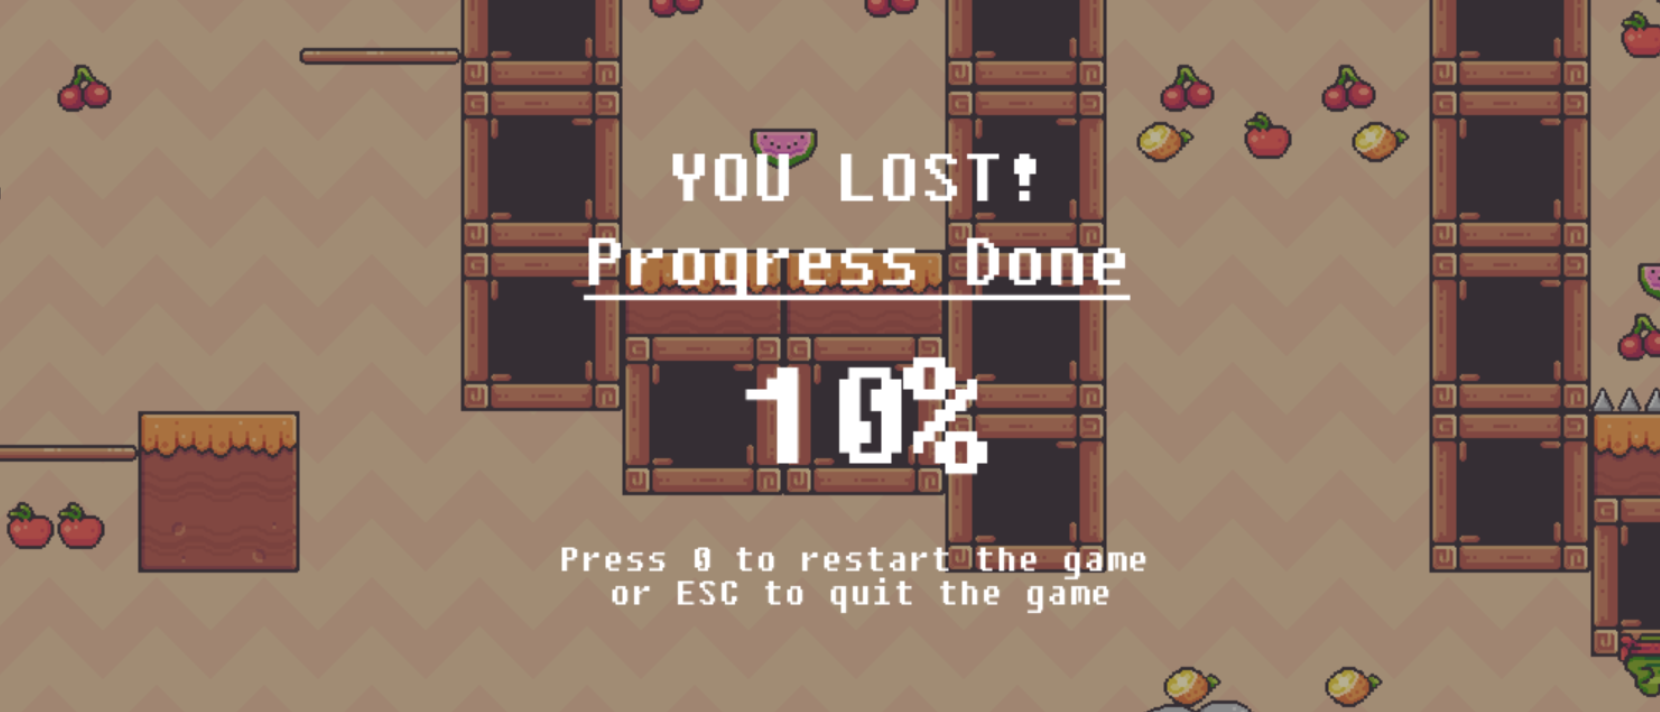 YOU LOST!
Progress Done
10%
Press 0 to restart the game
or ESC to quit the game